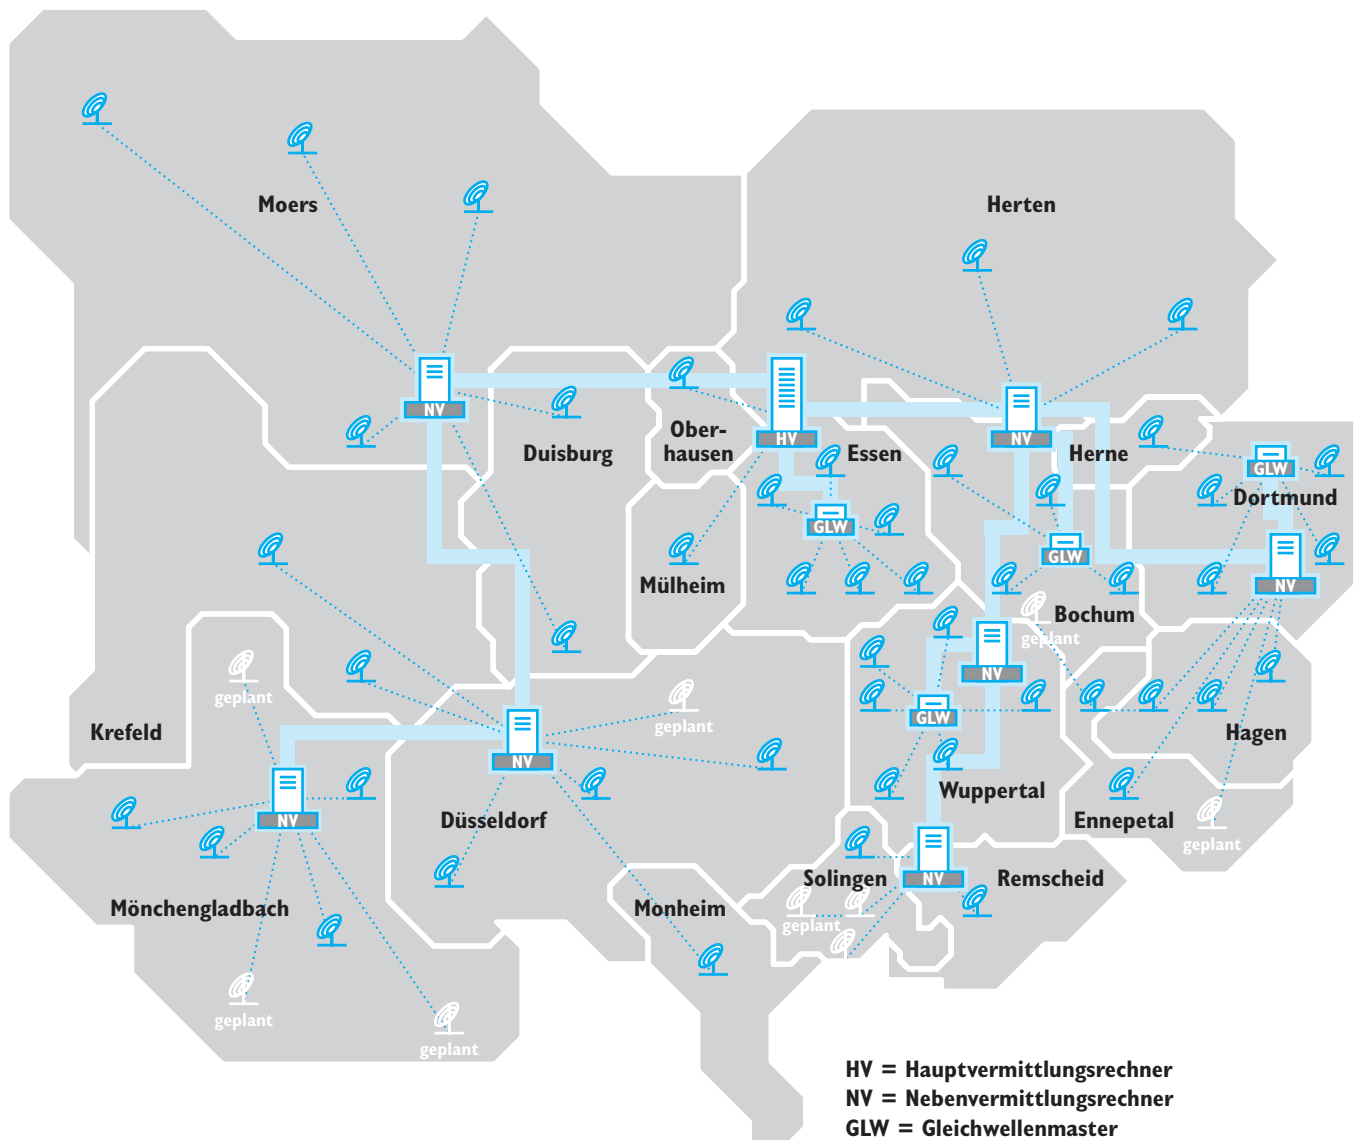 Moers
Herten
NV
Duisburg
Ober-
hausen
HV
Essen
NV
Herne
GLW
Dortmund
GLW
GLW
Mülheim
NV
Bochum
geplant
NV
geplant
geplant
GLW
Krefeld
Hagen
NV
Wuppertal
NV
Düsseldorf
Ennepetal
geplant
Solingen
NV
Remscheid
Mönchengladbach
Monheim
geplant
geplant
geplant
HV = Hauptvermittlungsrechner
NV = Nebenvermittlungsrechner
GLW = Gleichwellenmaster